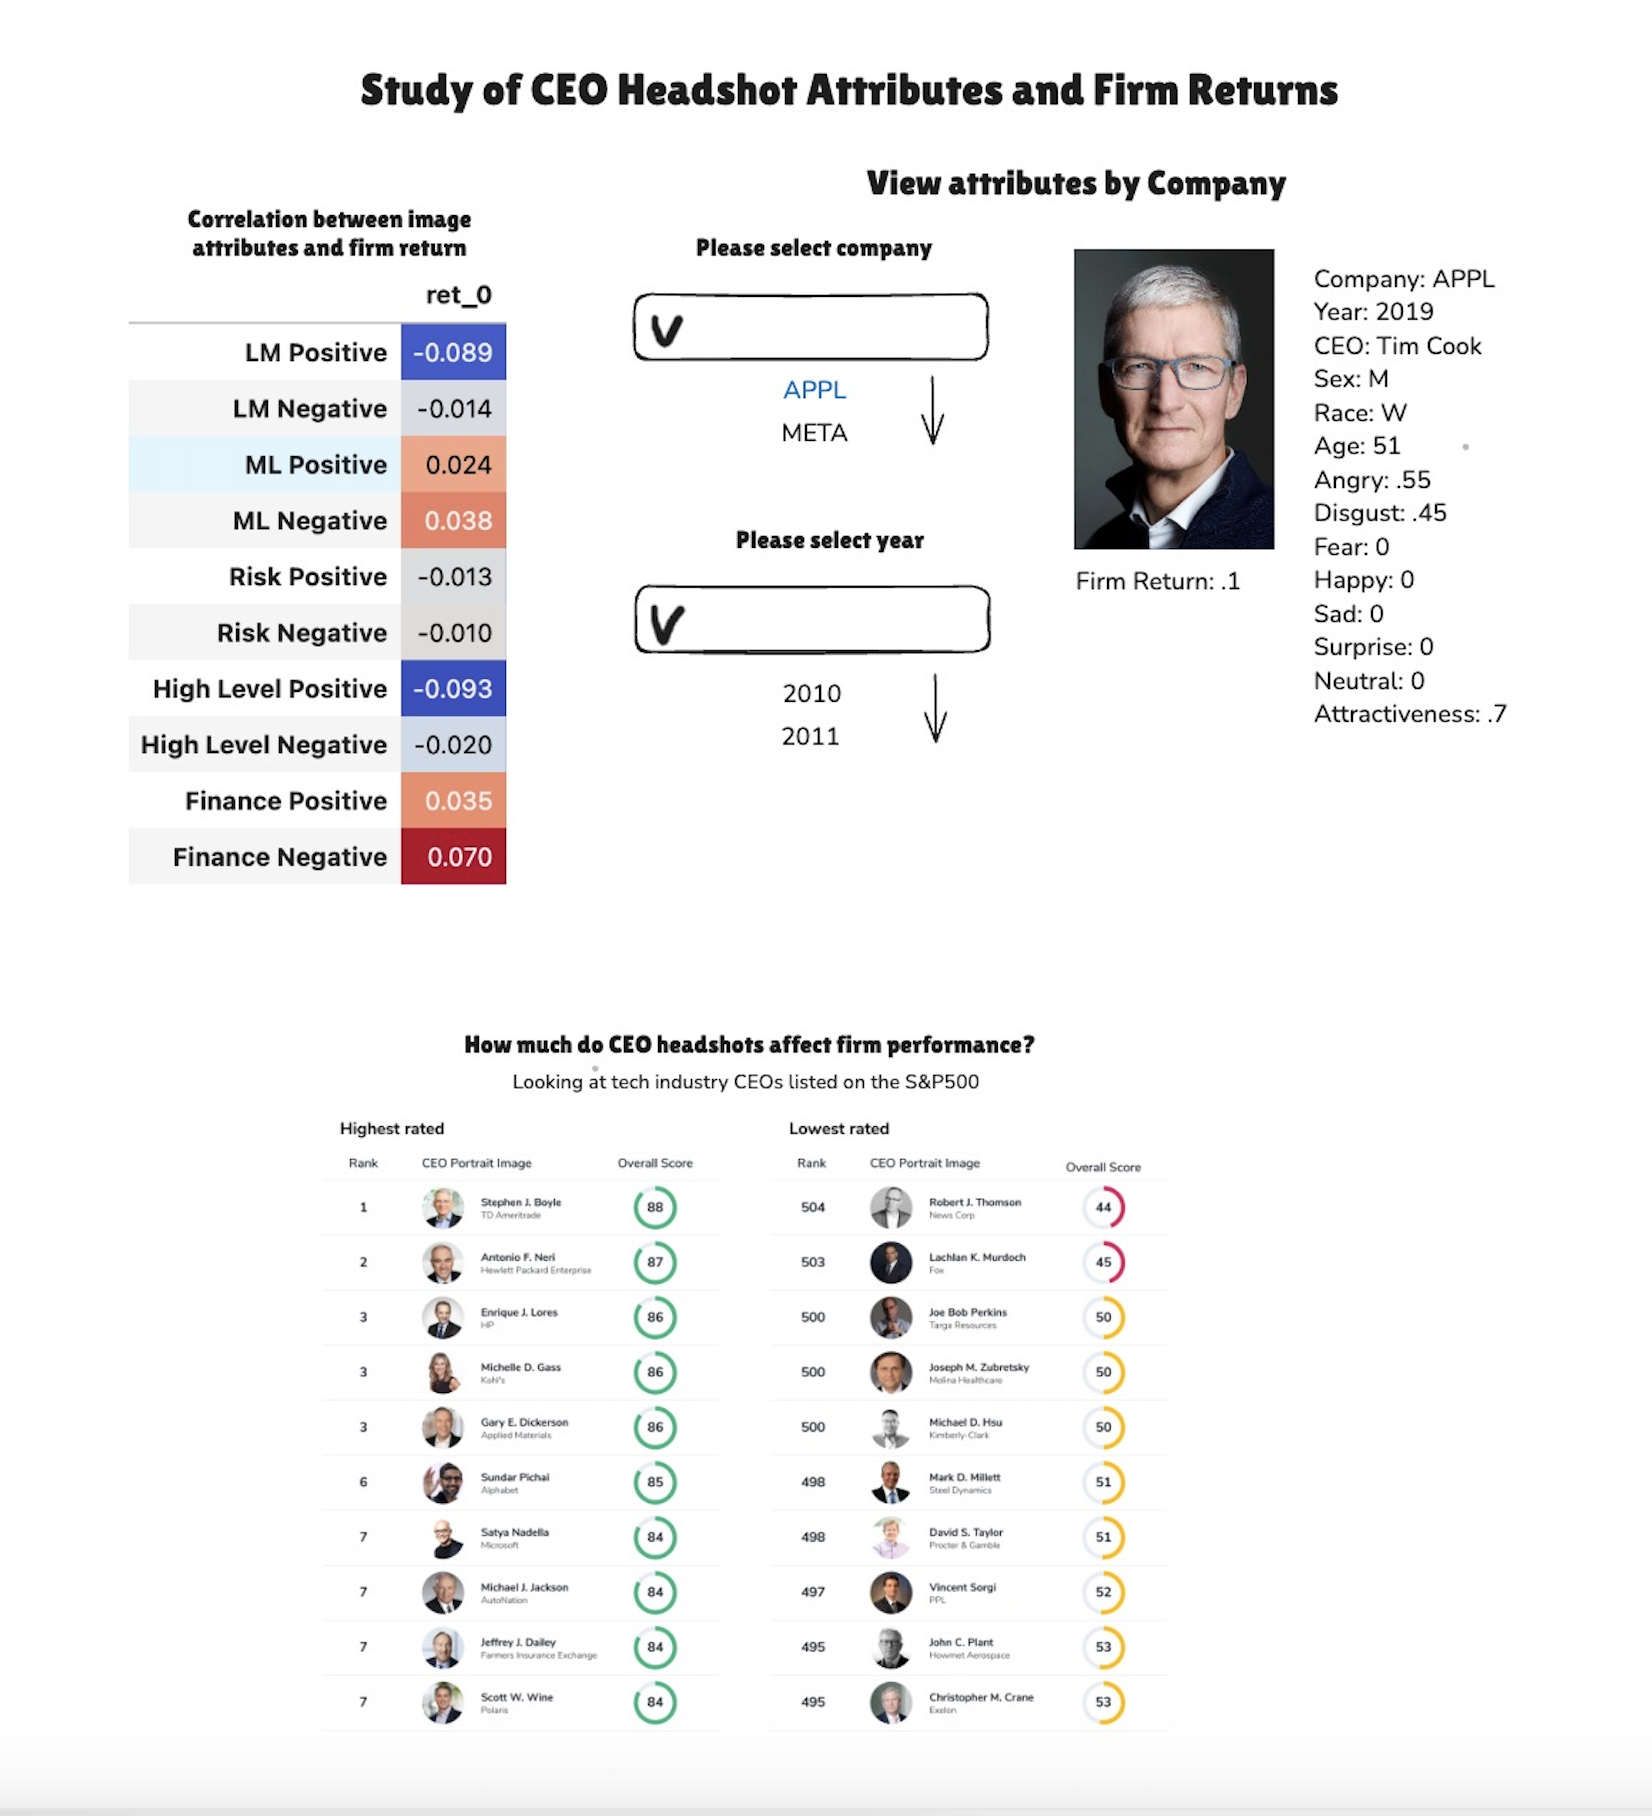 Study of CEO Headshot Attributes and Firm Returns
Correlation between image
attributes and firm return
ret_0
LM Positive -0.089
LM Negative -0.014
ML Positive 0.024
ML Negative 0.038
Risk Positive -0.013
Risk Negative -0.010
High Level Positive -0.093
High Level Negative -0.020
Finance Positive 0.035
Finance Negative 0.070
View attributes by Company
Please select company
V
APPL
META
Please select year
V
2010
2011
Firm Return: .1
Company: APPL
Year: 2019
CEO: Tim Cook
Sex: M
Race: W
Age: 51
Angry: .55
Disgust: .45
Fear: 0
Happy: 0
Sad: 0
Surprise: 0
Neutral: 0
Attractiveness: .7
How much do CEO headshots affect firm performance?
Looking at tech industry CEOs listed on the S&P500
Highest rated
Rank CEO Portrait Image Overall Score
1 Stephen J. Boyle 88
TD Ameritrade
2 Antonio F. Neri 87
Hewlett Packard Enterprise
3 Enrique J. Lores 86
HP
3 Michelle D. Gass 86
Kohl's
3 Gary E. Dickerson 86
Applied Materials
6 Sundar Pichai 85
Alphabet
7 Satya Nadella 84
Microsoft
7 Michael J. Jackson 84
AutoNation
7 Jeffrey J. Dailey 84
Farmers Insurance Exchange
7 Scott W. Wine 84
Polaris
Lowest rated
Rank CEO Portrait Image Overall Score
504 Robert J. Thomson 44
News Corp
503 Lachlan K. Murdoch 45
Fox
500 Joe Bob Perkins 50
Targa Resources
500 Joseph M. Zubretsky 50
Molina Healthcare
500 Michael D. Hsu 50
Kimberly-Clark
498 Mark D. Millett 51
Steel Dynamics
498 David S. Taylor 51
Procter & Gamble
497 Vincent Sorgi 52
PPL
495 John C. Plant 53
Howmet Aerospace
495 Christopher M. Crane 53
Exelon